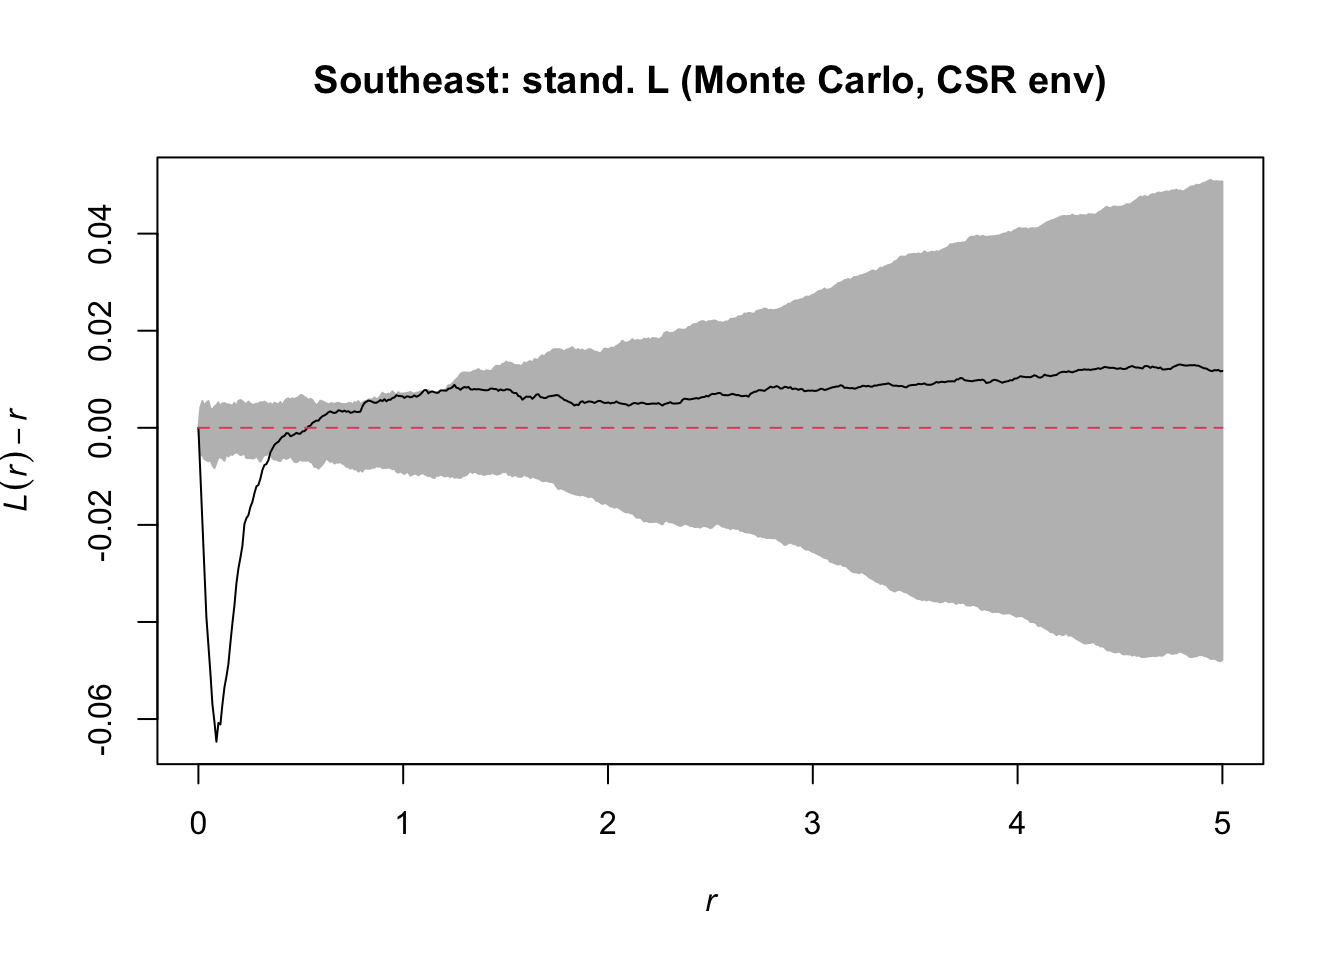 Southeast: stand. L (Monte Carlo, CSR env)
L(r) − r
0.04
0.02
0.00
-0.02
-0.06
0 1 2 3 4 5
r